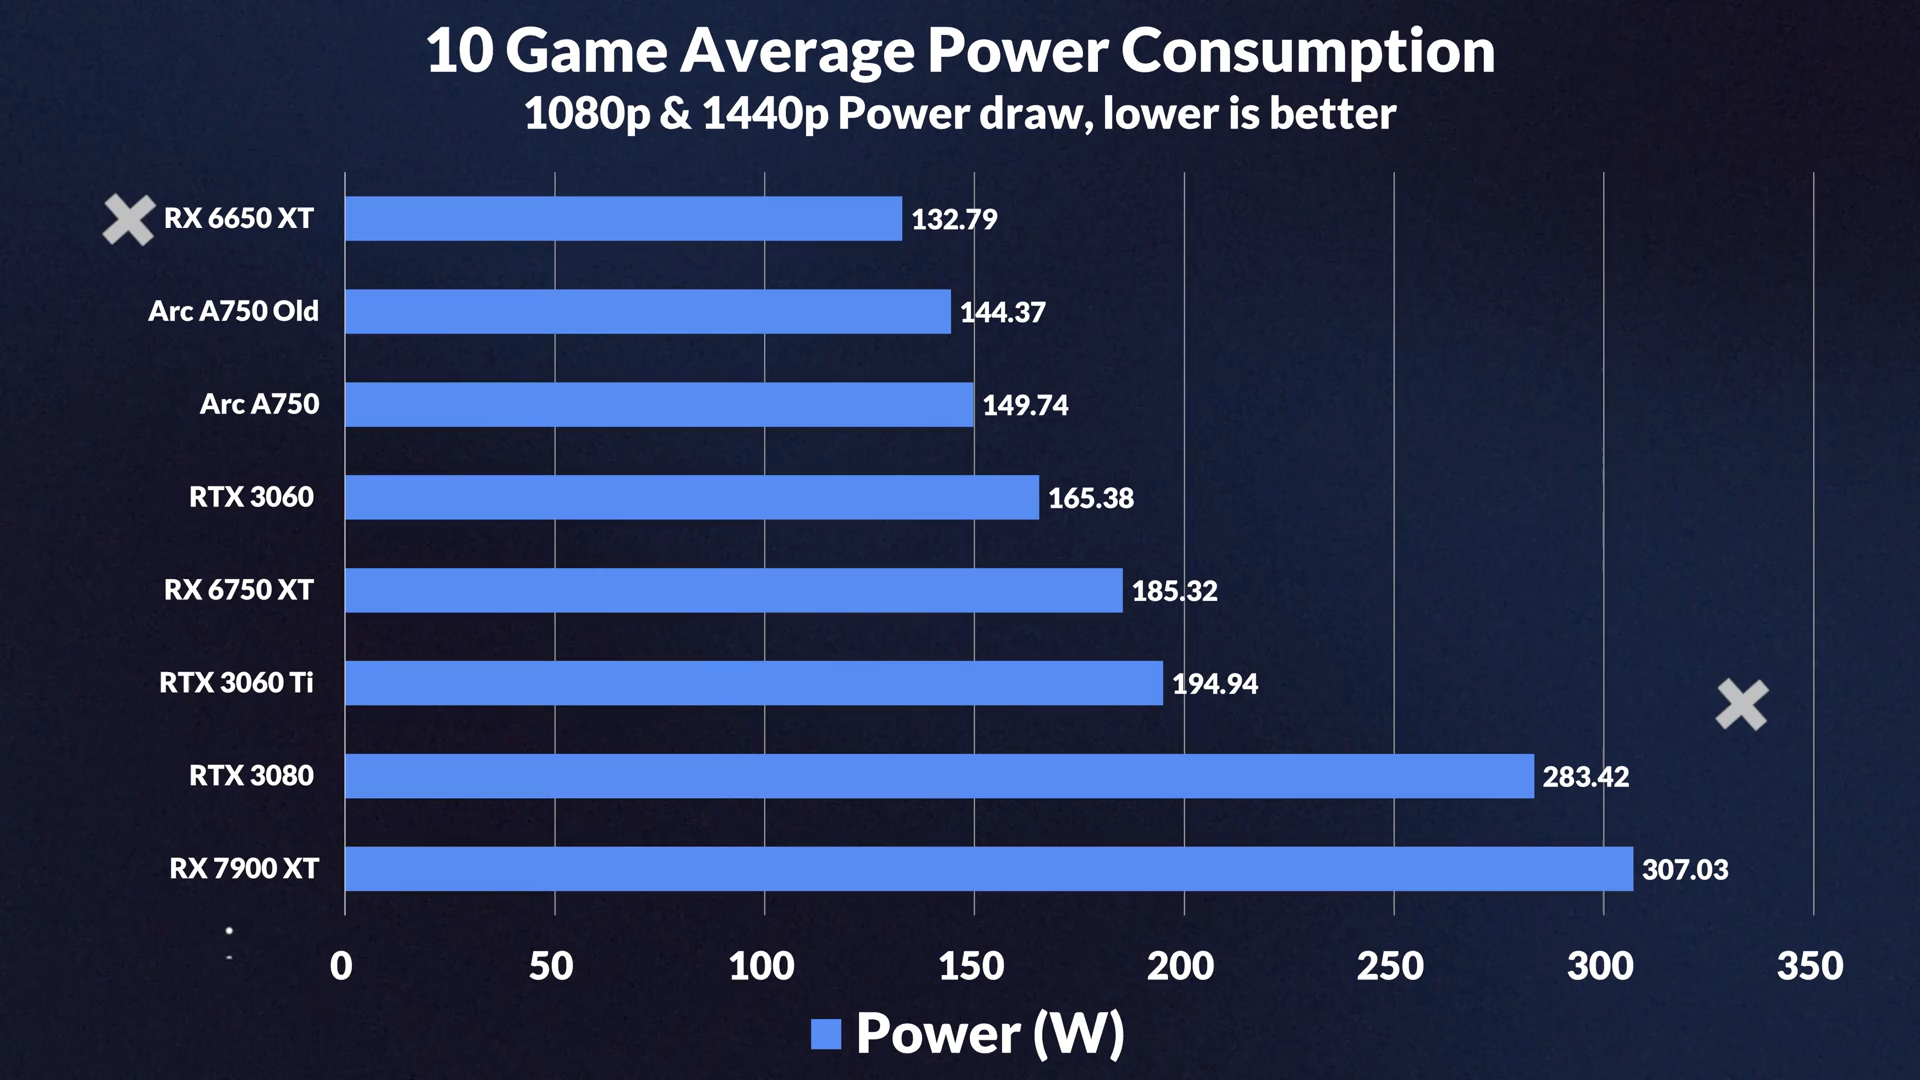 10 Game Average Power Consumption
1080p & 1440p Power draw, lower is better
RX 6650 XT 132.79
Arc A750 Old 144.37
Arc A750 149.74
RTX 3060 165.38
RX 6750 XT 185.32
RTX 3060 Ti 194.94
RTX 3080 283.42
RX 7900 XT 307.03
0 50 100 150 200 250 300 350
Power (W)